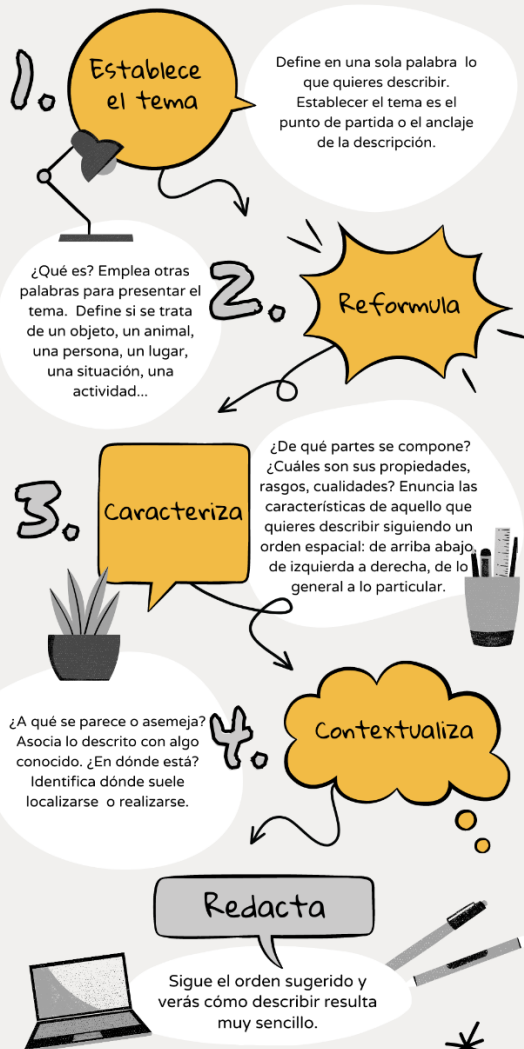 1.
Establece
el tema
Define en una sola palabra lo
que quieres describir.
Establecer el tema es el
punto de partida o el anclaje
de la descripción.
2.
Reformula
¿Qué es? Emplea otras
palabras para presentar el
tema. Define si se trata
de un objeto, un animal,
una persona, un lugar,
una situación, una
actividad...
3.
Caracteriza
¿De qué partes se compone?
¿Cuáles son sus propiedades,
rasgos, cualidades? Enuncia las
características de aquello que
quieres describir siguiendo un
orden espacial: de arriba abajo,
de izquierda a derecha, de lo
general a lo particular.
4.
Contextualiza
¿A qué se parece o asemeja?
Asocia lo descrito con algo
conocido. ¿En dónde está?
Identifica dónde suele
localizarse o realizarse.
Redacta
Sigue el orden sugerido y
verás cómo describir resulta
muy sencillo.